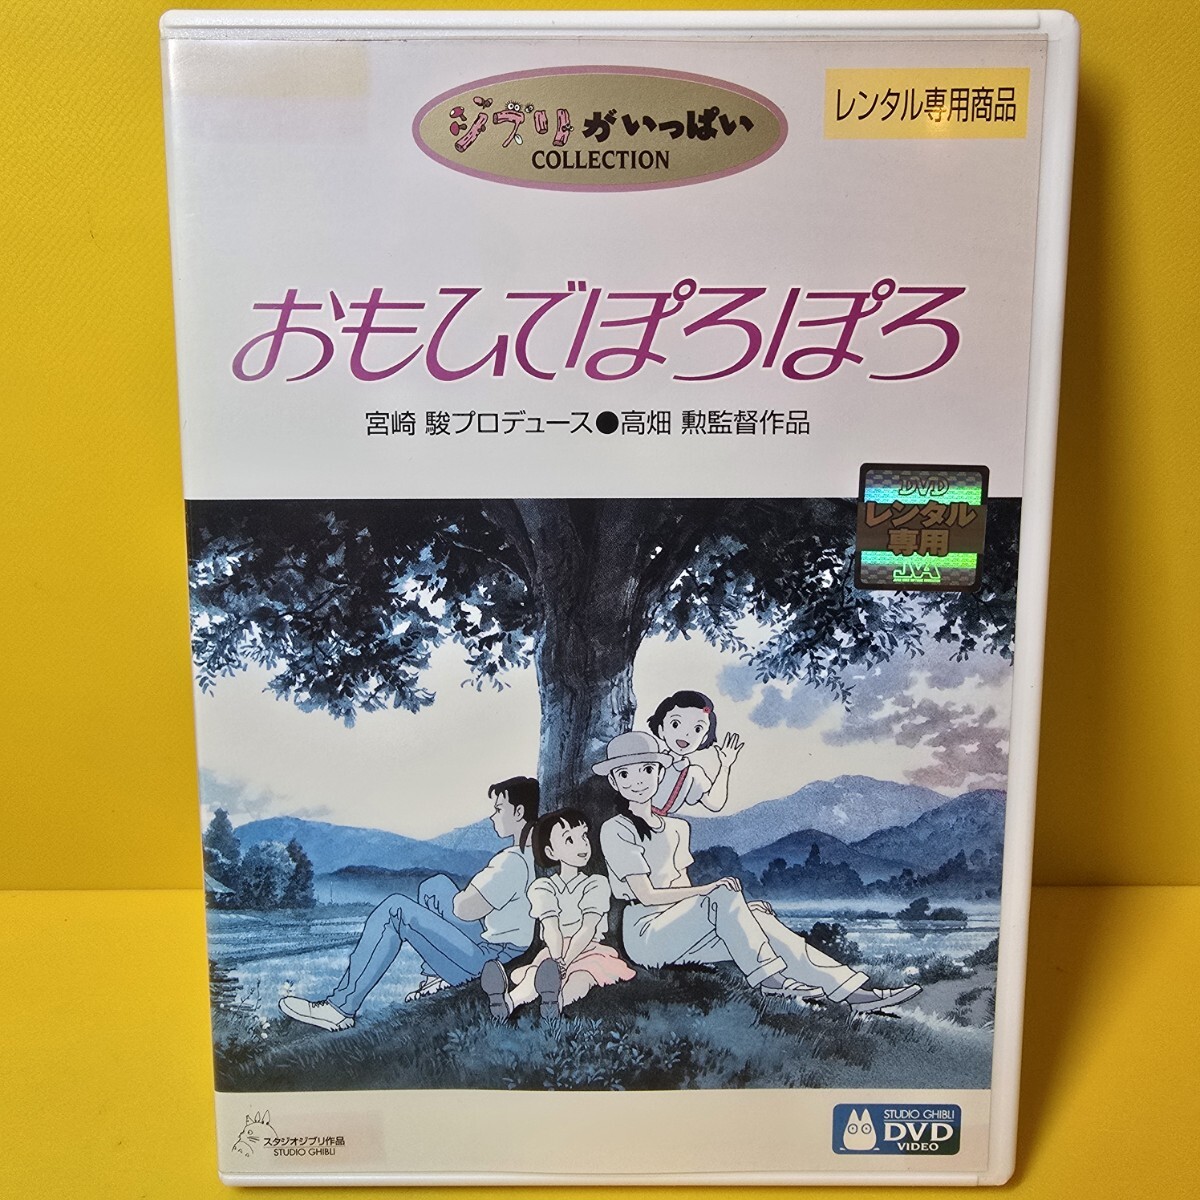 ジブリがいっぱい
COLLECTION
レンタル専用商品
おもひでぽろぽろ
宮崎 駿プロデュース●高畑 勲監督作品
DVD
レンタル
専用
JVA
スタジオジブリ作品
STUDIO GHIBLI
STUDIO GHIBLI
DVD
VIDEO